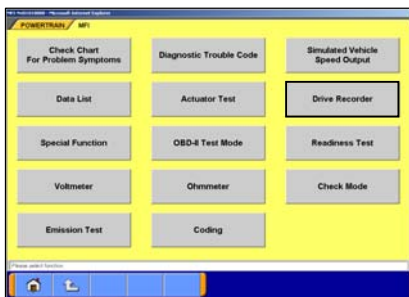 POWERTRAIN / MFI
Check Chart
For Problem Symptoms
Diagnostic Trouble Code
Simulated Vehicle
Speed Output
Data List
Actuator Test
Drive Recorder
Special Function
OBD-II Test Mode
Readiness Test
Voltmeter
Ohmmeter
Check Mode
Emission Test
Coding
Please select function